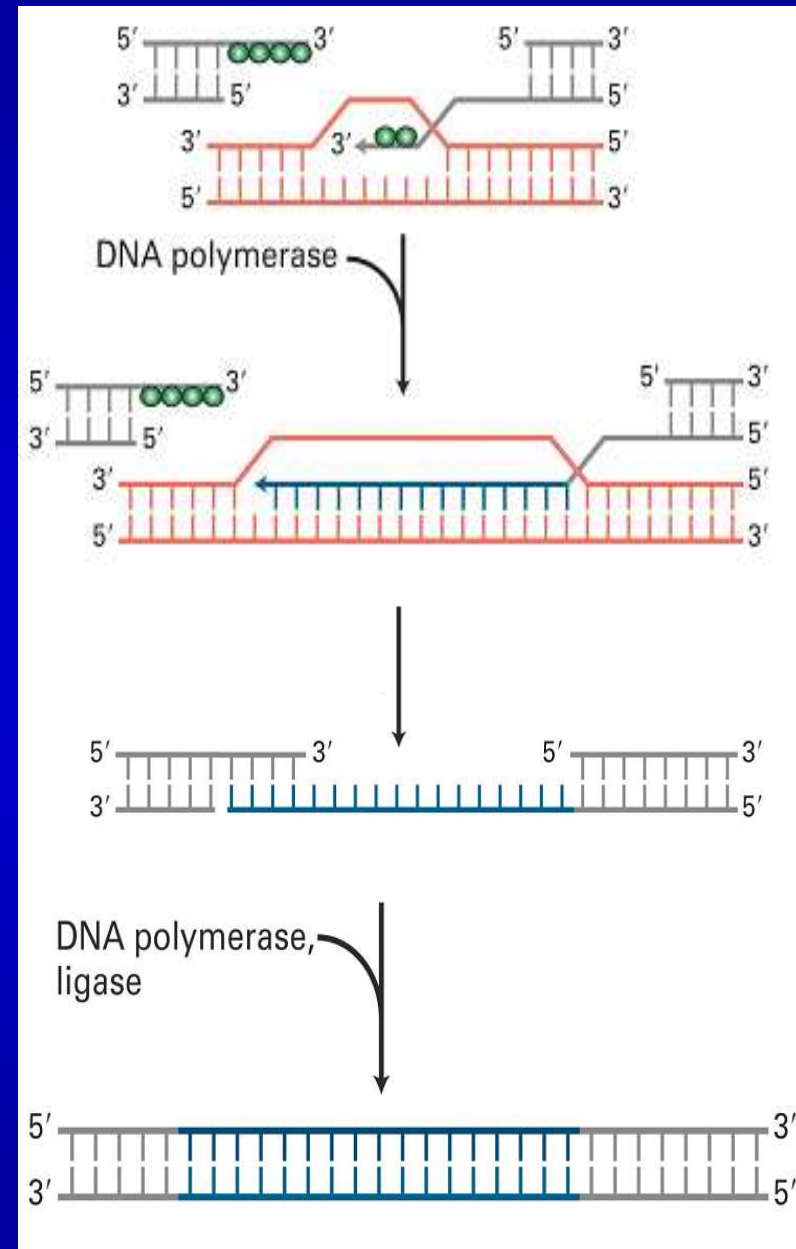 5′ 3′ 5′ 3′
3′ 5′ 5′
3′ 3′ 5′
5′ 3′
DNA polymerase
5′ 3′ 5′ 3′
3′ 5′ 5′
3′ 5′
5′ 3′
5′ 3′ 5′ 3′
3′ 5′
DNA polymerase,
ligase
5′ 3′
3′ 5′